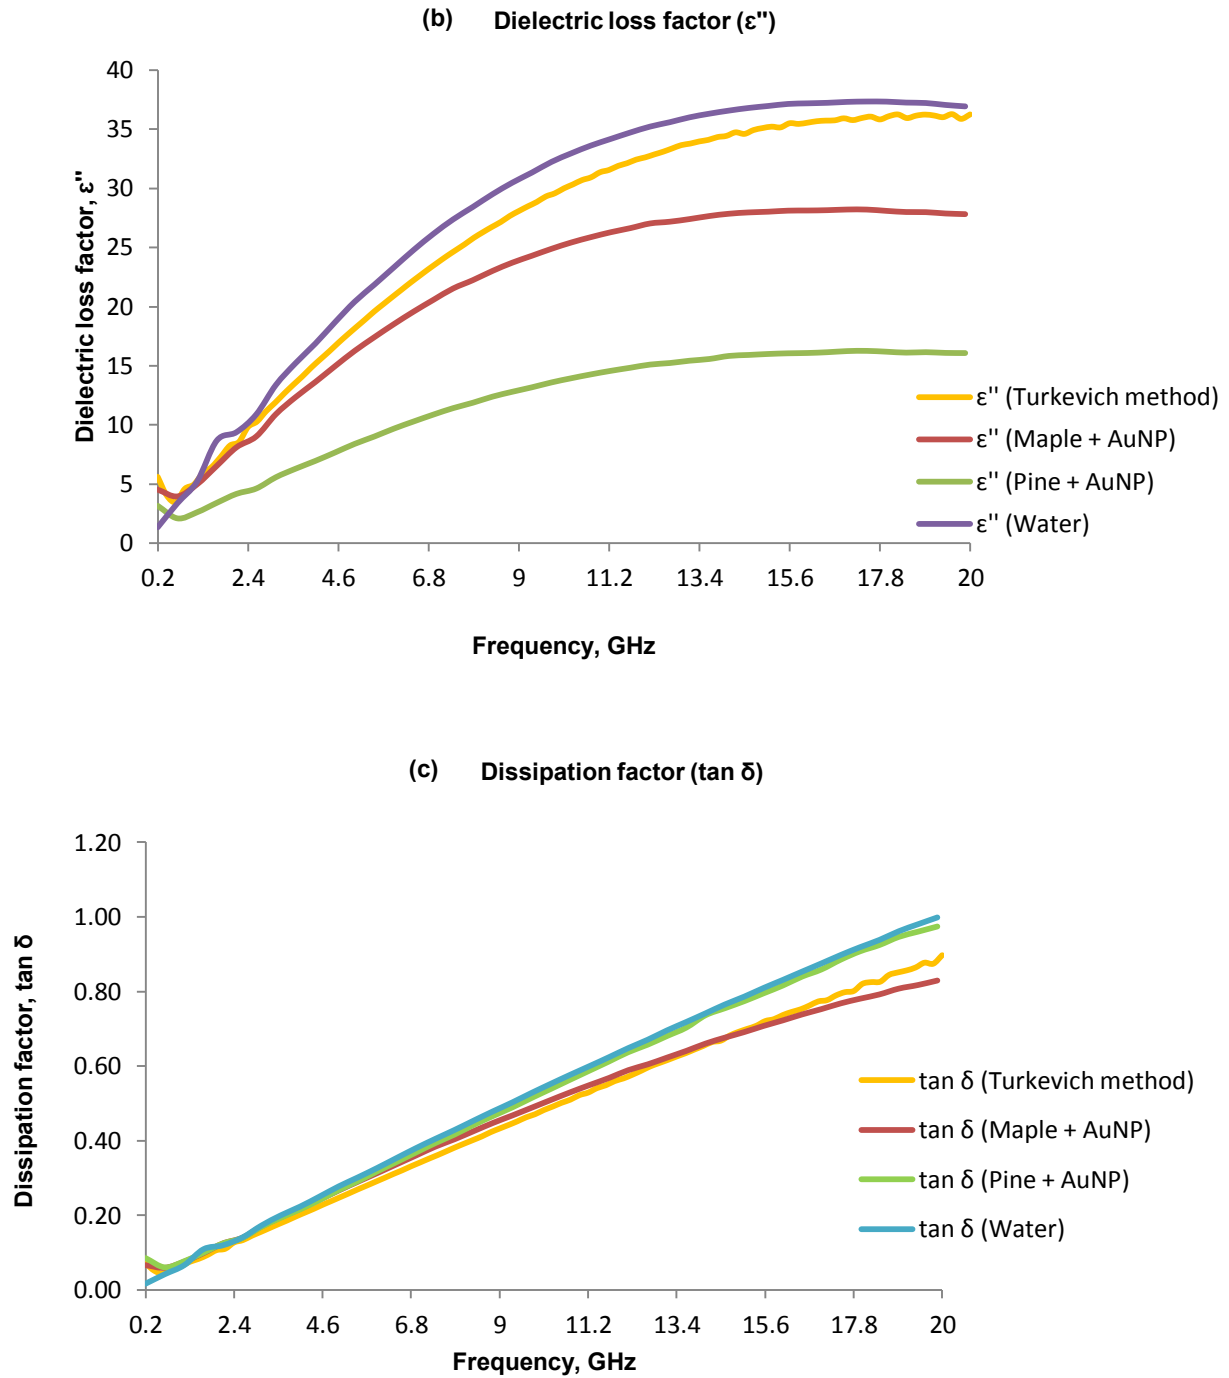 (b) Dielectric loss factor (ε")
40
35
30
25
20
15
10
5
0
Dielectric loss factor, ε"
0.2 2.4 4.6 6.8 9 11.2 13.4 15.6 17.8 20
Frequency, GHz
ε" (Turkevich method)
ε" (Maple + AuNP)
ε" (Pine + AuNP)
ε" (Water)
(c) Dissipation factor (tan δ)
1.20
1.00
0.80
0.60
0.40
0.20
0.00
Dissipation factor, tan δ
0.2 2.4 4.6 6.8 9 11.2 13.4 15.6 17.8 20
Frequency, GHz
tan δ (Turkevich method)
tan δ (Maple + AuNP)
tan δ (Pine + AuNP)
tan δ (Water)